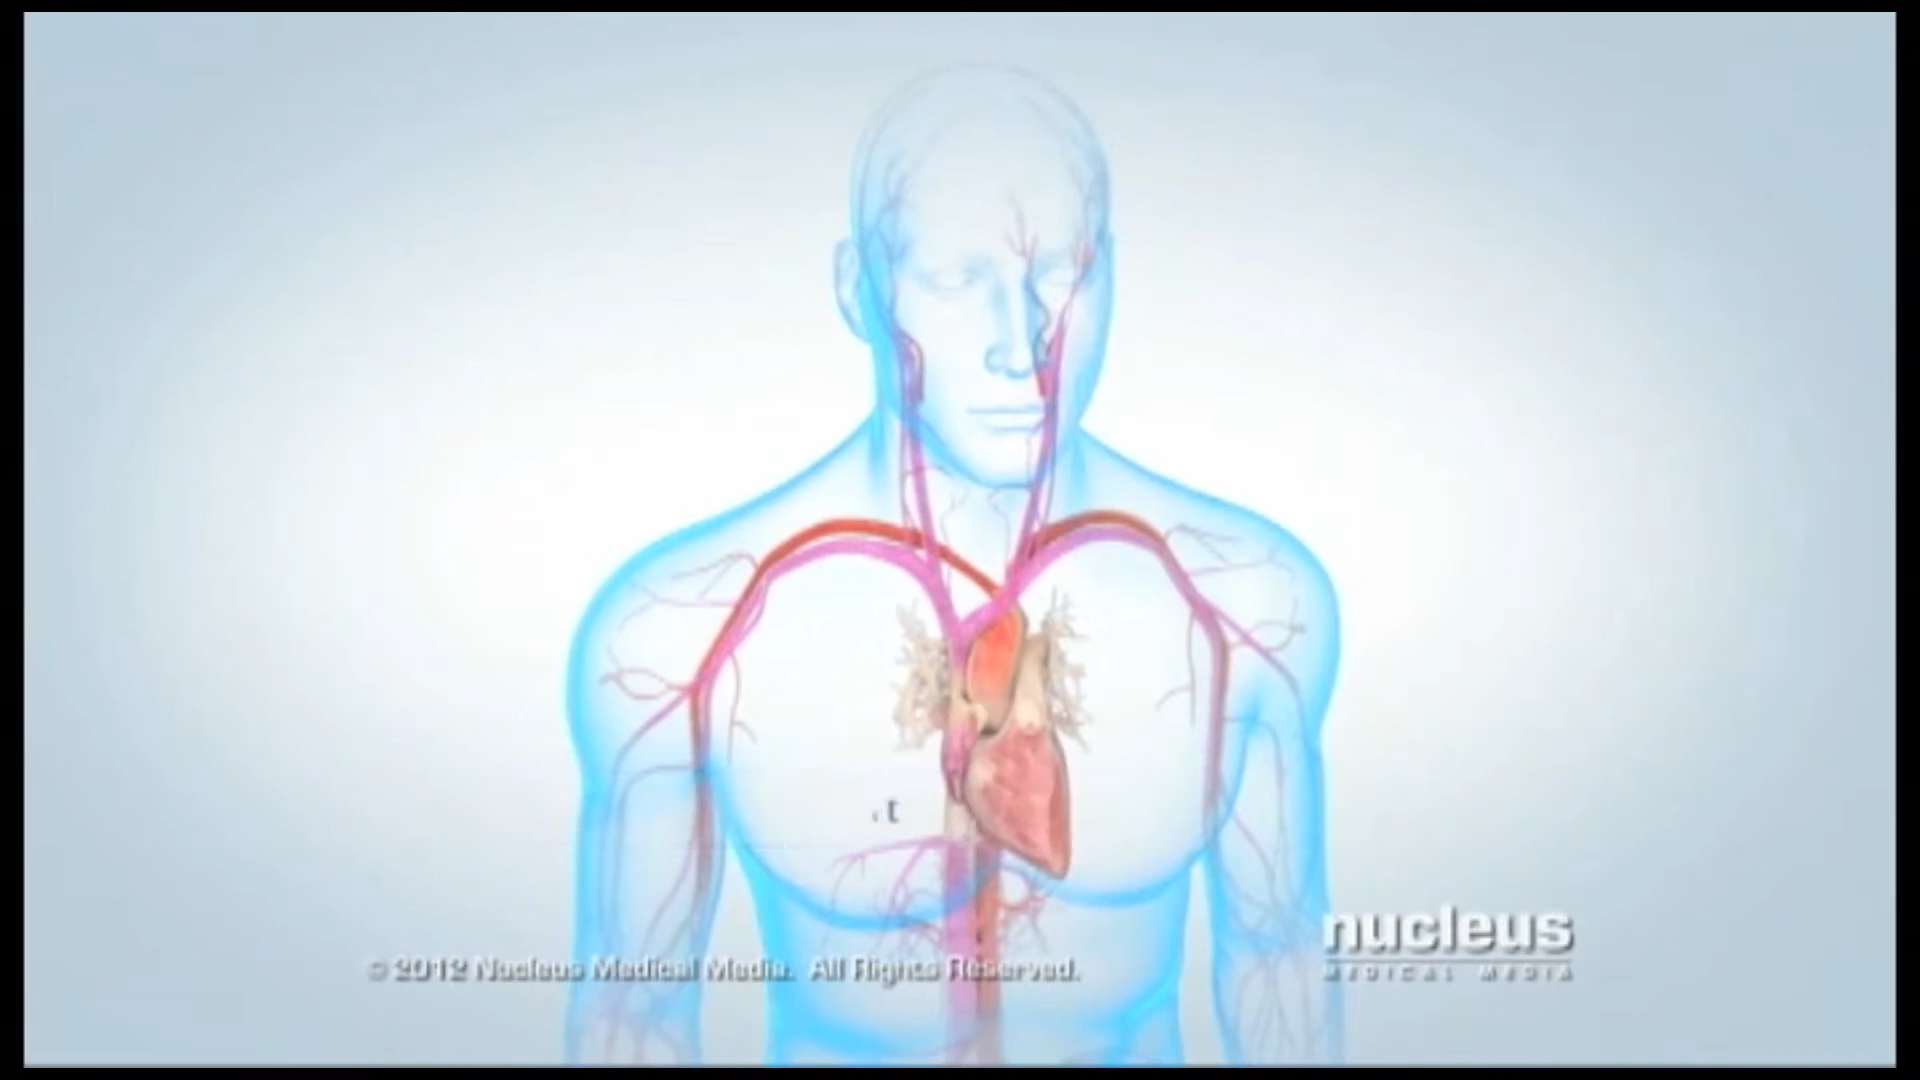 t
nucleus
MEDICAL MEDIA
© 2012 Nucleus Medical Media. All Rights Reserved.